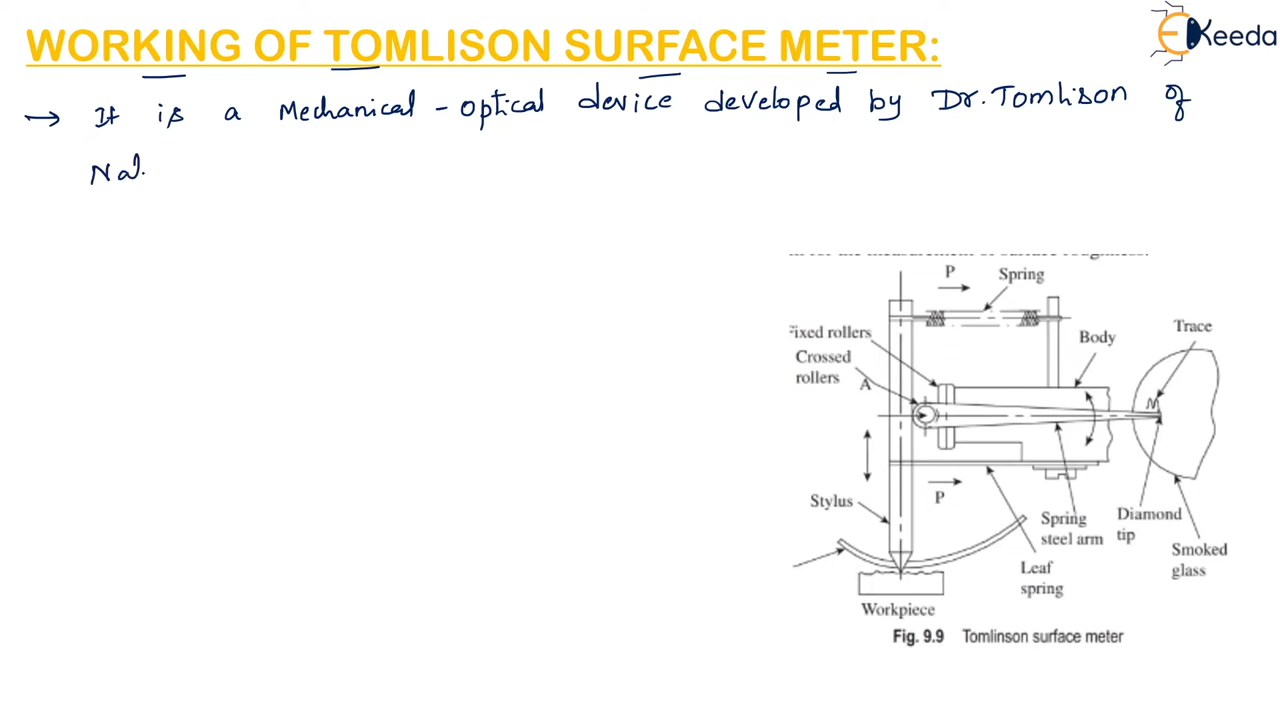 WORKING OF TOMLISON SURFACE METER:
EKeeda
→ It is a Mechanical - optical device developed by Dr. Tomlison of
Nal.
P
Spring
Fixed rollers
Crossed
rollers
A
Body
Trace
Stylus
P
Spring
steel arm
Diamond
tip
Smoked
glass
Leaf
spring
Workpiece
Fig. 9.9 Tomlinson surface meter